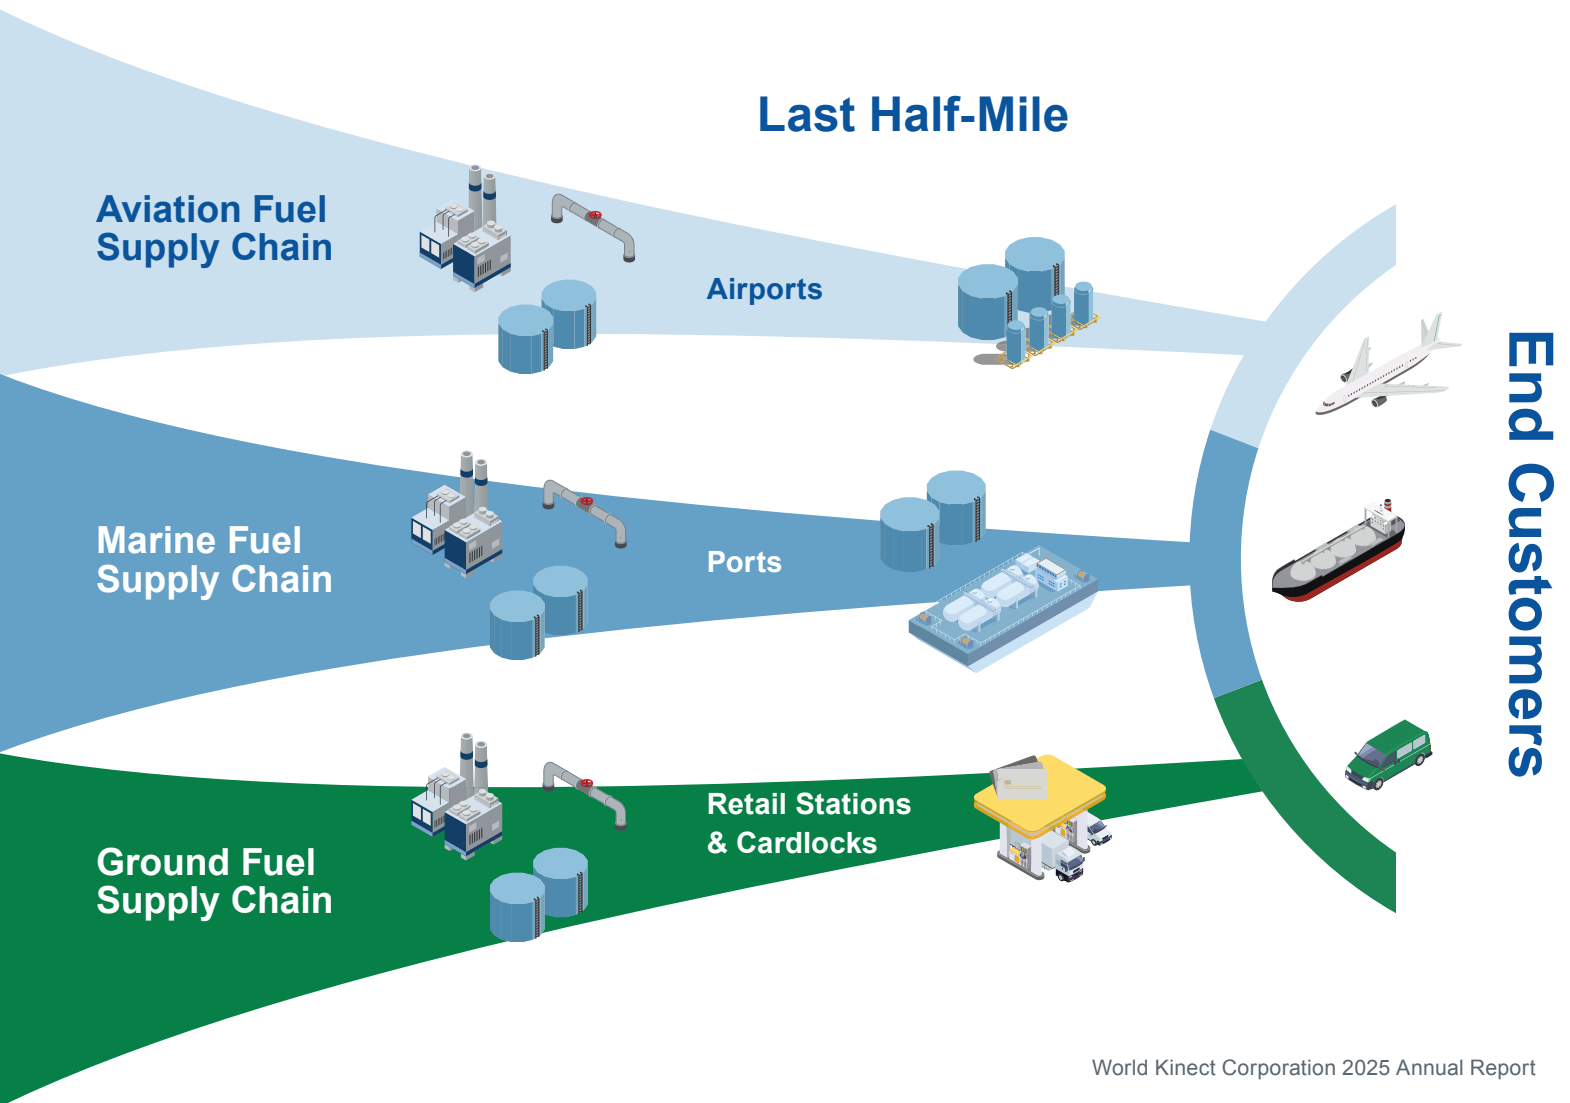 Last Half-Mile
Aviation Fuel
Supply Chain
Airports
Marine Fuel
Supply Chain
Ports
Retail Stations
& Cardlocks
Ground Fuel
Supply Chain
End Customers
World Kinect Corporation 2025 Annual Report